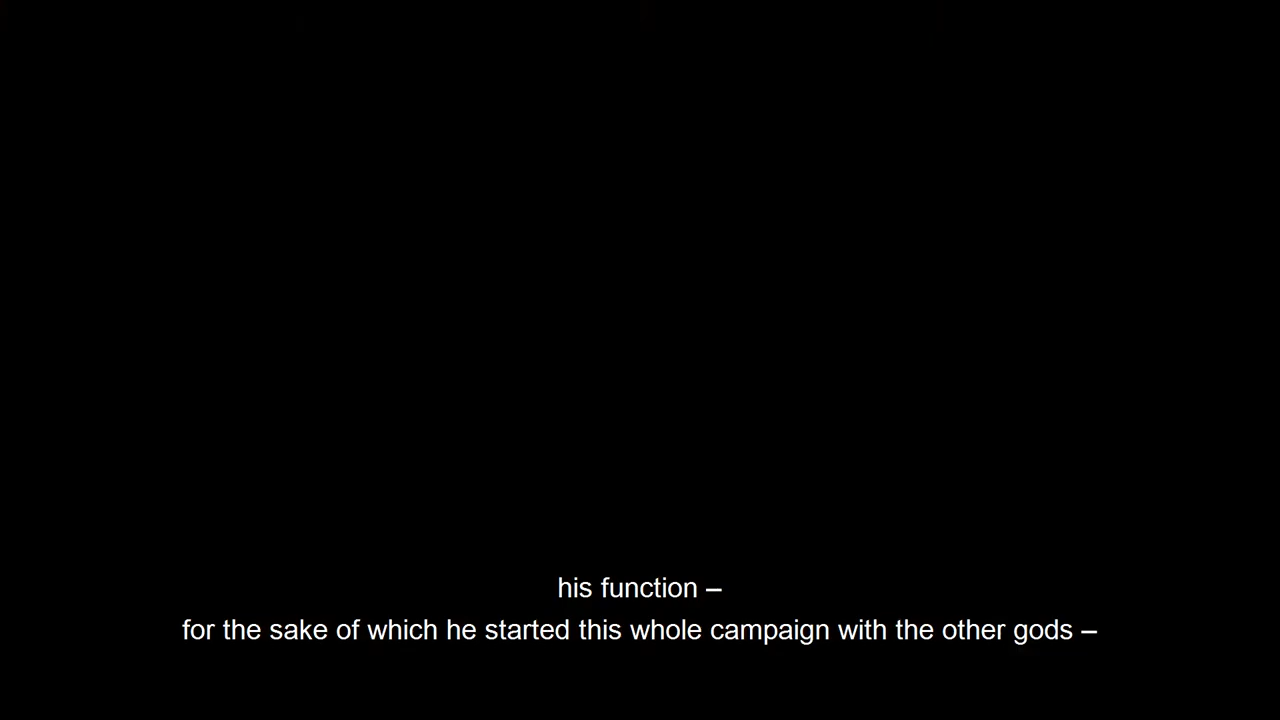 his function –
for the sake of which he started this whole campaign with the other gods –